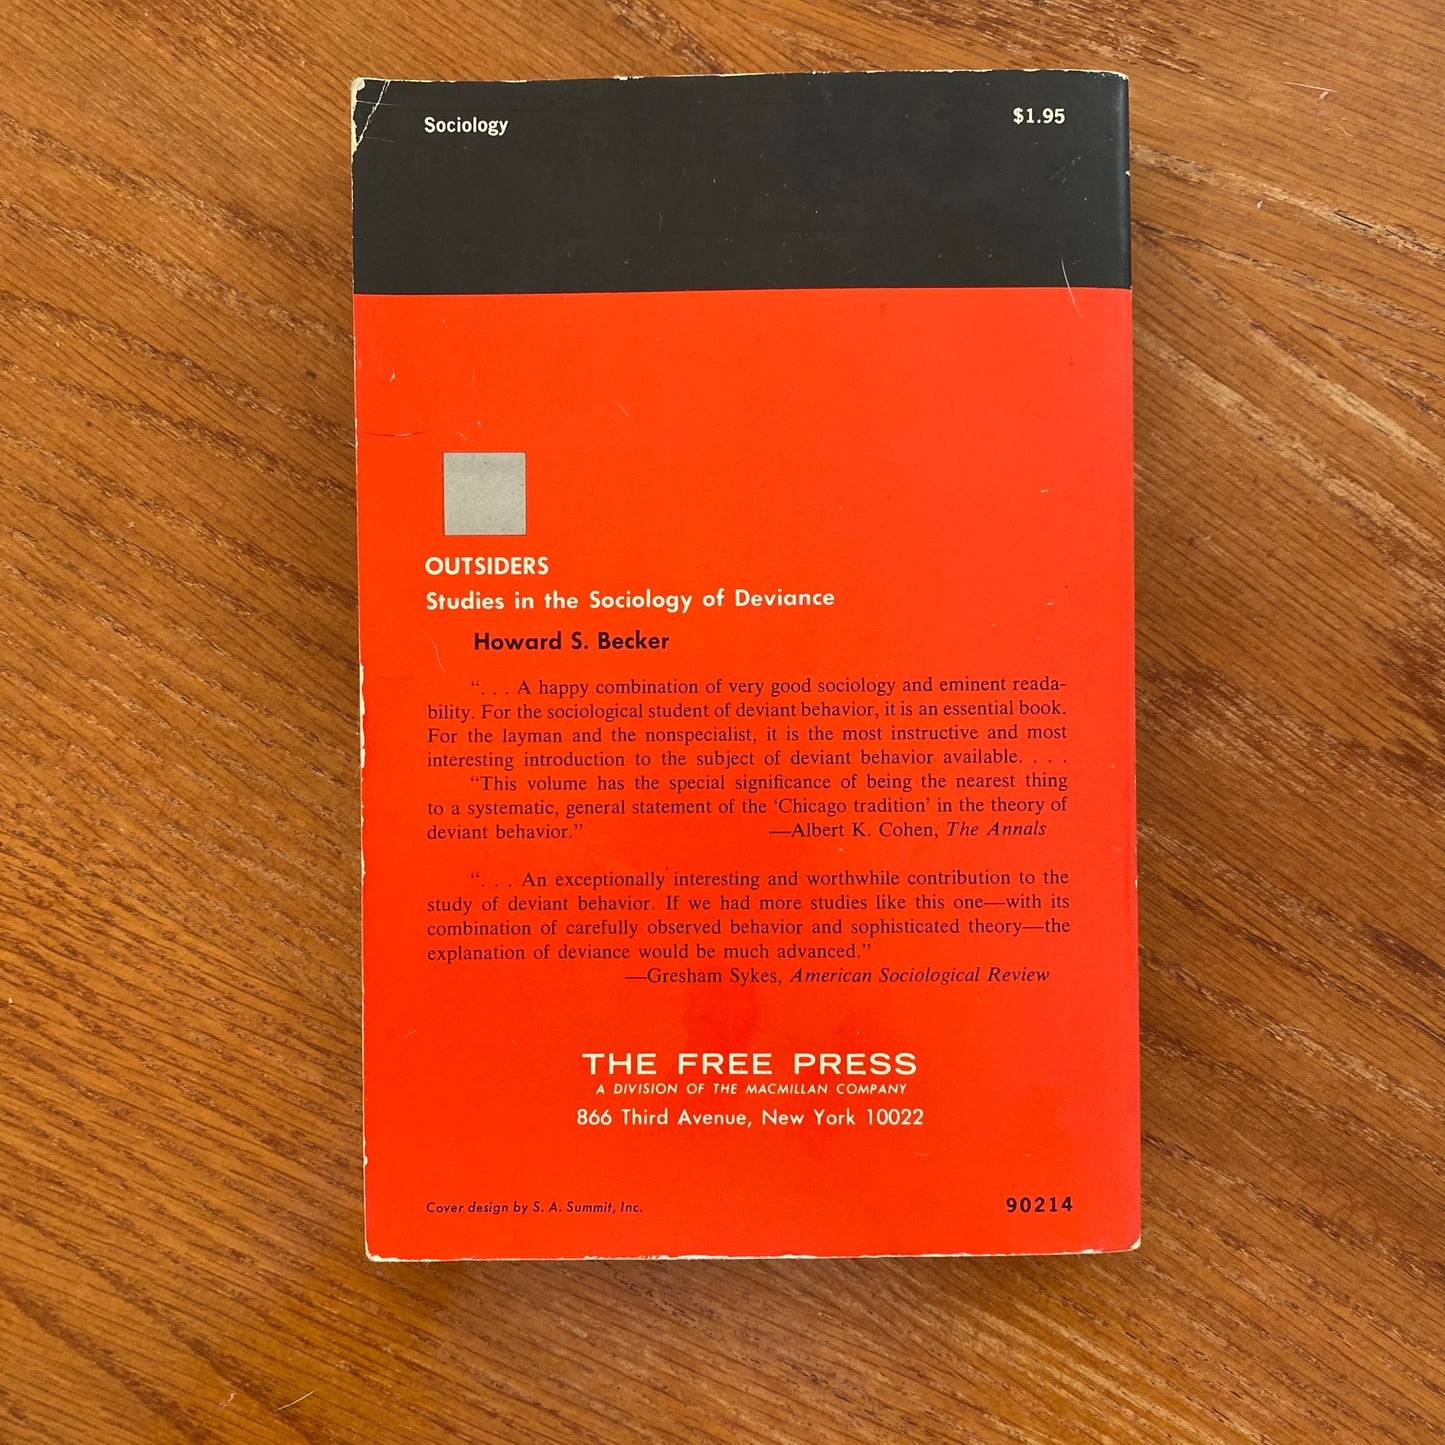 Sociology
$1.95
OUTSIDERS
Studies in the Sociology of Deviance
Howard S. Becker
“. . . A happy combination of very good sociology and eminent reada-
bility. For the sociological student of deviant behavior, it is an essential book.
For the layman and the nonspecialist, it is the most instructive and most
interesting introduction to the subject of deviant behavior available. . . .
“This volume has the special significance of being the nearest thing
to a systematic, general statement of the ‘Chicago tradition’ in the theory of
deviant behavior.” —Albert K. Cohen, The Annals
“. . . An exceptionally interesting and worthwhile contribution to the
study of deviant behavior. If we had more studies like this one—with its
combination of carefully observed behavior and sophisticated theory—the
explanation of deviance would be much advanced.”
—Gresham Sykes, American Sociological Review
THE FREE PRESS
A DIVISION OF THE MACMILLAN COMPANY
866 Third Avenue, New York 10022
Cover design by S. A. Summit, Inc.
90214